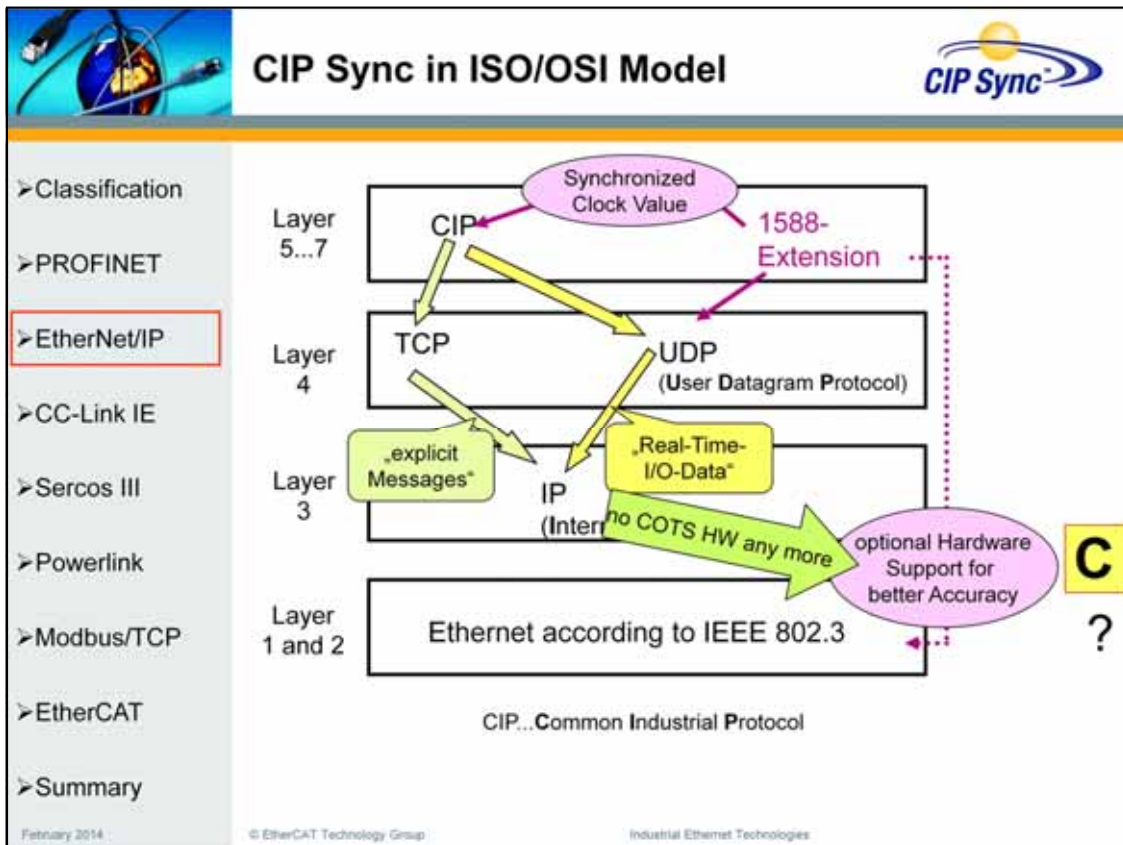 CIP Sync in ISO/OSI Model
CIP Sync™
➢Classification
➢PROFINET
➢EtherNet/IP
➢CC-Link IE
➢Sercos III
➢Powerlink
➢Modbus/TCP
➢EtherCAT
➢Summary
Synchronized
Clock Value
Layer
5...7
CIP
1588-
Extension
Layer
4
TCP
UDP
(User Datagram Protocol)
„explicit
Messages“
„Real-Time-
I/O-Data“
Layer
3
IP
(Intern
no COTS HW any more
optional Hardware
Support for
better Accuracy
C
?
Layer
1 and 2
Ethernet according to IEEE 802.3
CIP...Common Industrial Protocol
February 2014
© EtherCAT Technology Group
Industrial Ethernet Technologies